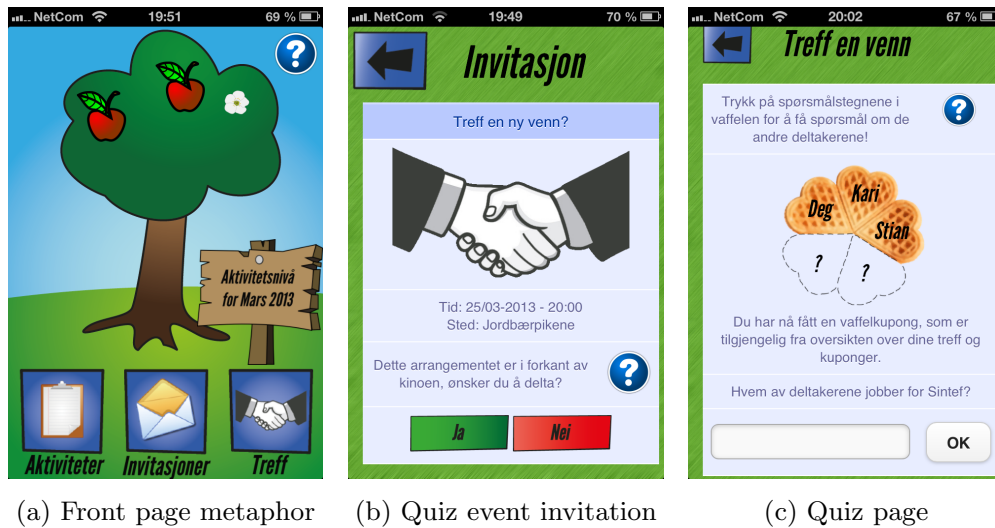 NetCom 19:51 69 %
?
Aktivitetsnivå
for Mars 2013
Aktiviteter Invitasjoner Treff
(a) Front page metaphor
NetCom 19:49 70 %
Invitasjon
Treff en ny venn?
Tid: 25/03-2013 - 20:00
Sted: Jordbærpikene
Dette arrangementet er i forkant av
kinoen, ønsker du å delta?
?
Ja Nei
(b) Quiz event invitation
NetCom 20:02 67 %
Treff en venn
Trykk på spørsmålstegnene i
vaffelen for å få spørsmål om de
andre deltakerene!
?
Deg Kari Stian
? ?
Du har nå fått en vaffelkupong, som er
tilgjengelig fra oversikten over dine treff og
kuponger.
Hvem av deltakerene jobber for Sintef?
OK
(c) Quiz page